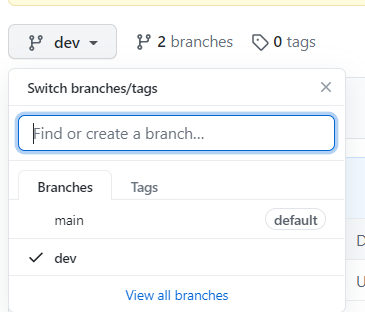 dev 2 branches 0 tags
Switch branches/tags
Find or create a branch...
Branches Tags
main default
dev
View all branches
D
U